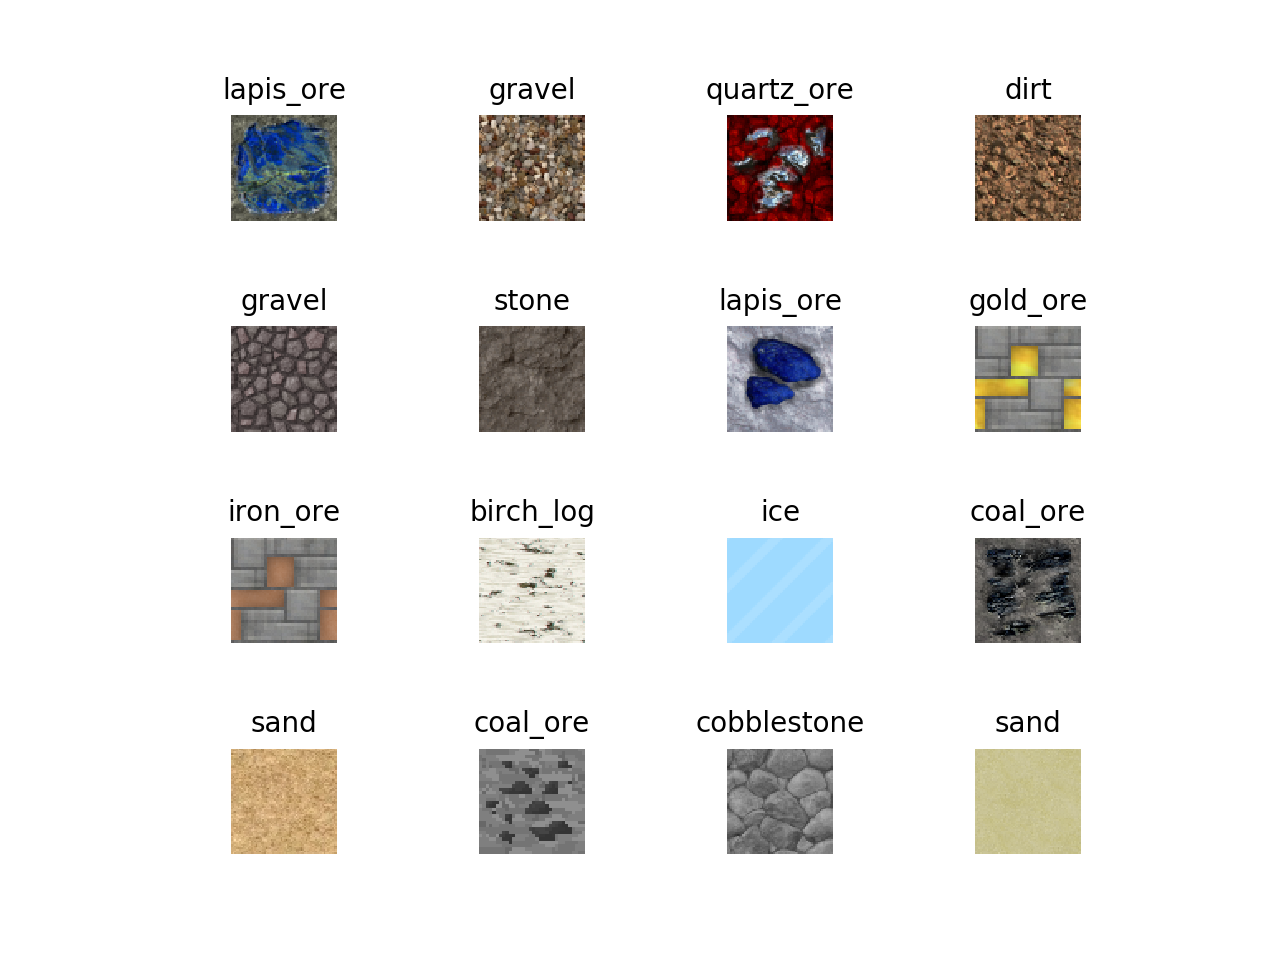 lapis_ore gravel quartz_ore dirt
gravel stone lapis_ore gold_ore
iron_ore birch_log ice coal_ore
sand coal_ore cobblestone sand